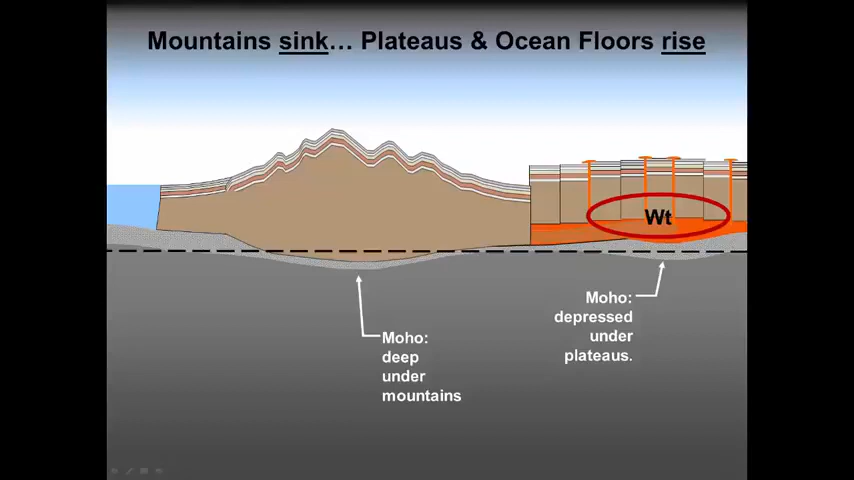 Mountains sink... Plateaus & Ocean Floors rise
Wt
Moho:
deep
under
mountains
Moho:
depressed
under
plateaus.